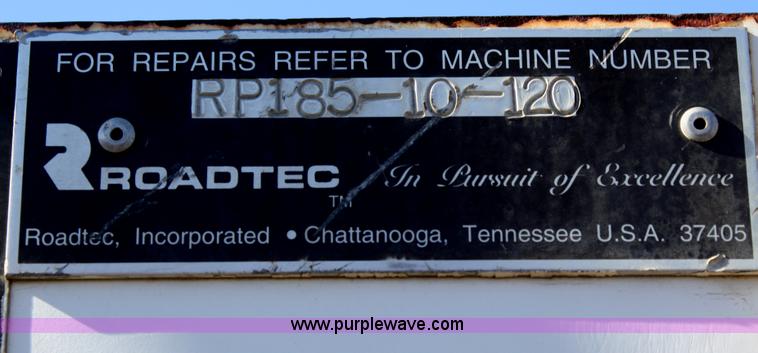 FOR REPAIRS REFER TO MACHINE NUMBER
RP185-10-120
ROADTEC TM In Pursuit of Excellence
Roadtec, Incorporated • Chattanooga, Tennessee U.S.A. 37405
www.purplewave.com